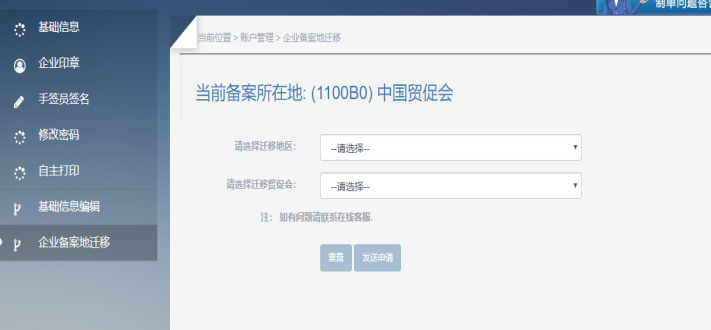 制单问题咨
基础信息
企业印章
手签员签名
修改密码
自主打印
基础信息编辑
企业备案地迁移
当前位置 > 账户管理 > 企业备案地迁移
当前备案所在地: (1100B0) 中国贸促会
请选择迁移地区:
--请选择--
请选择迁移贸促会:
--请选择--
注: 如有问题请联系在线客服.
重置
发送申请